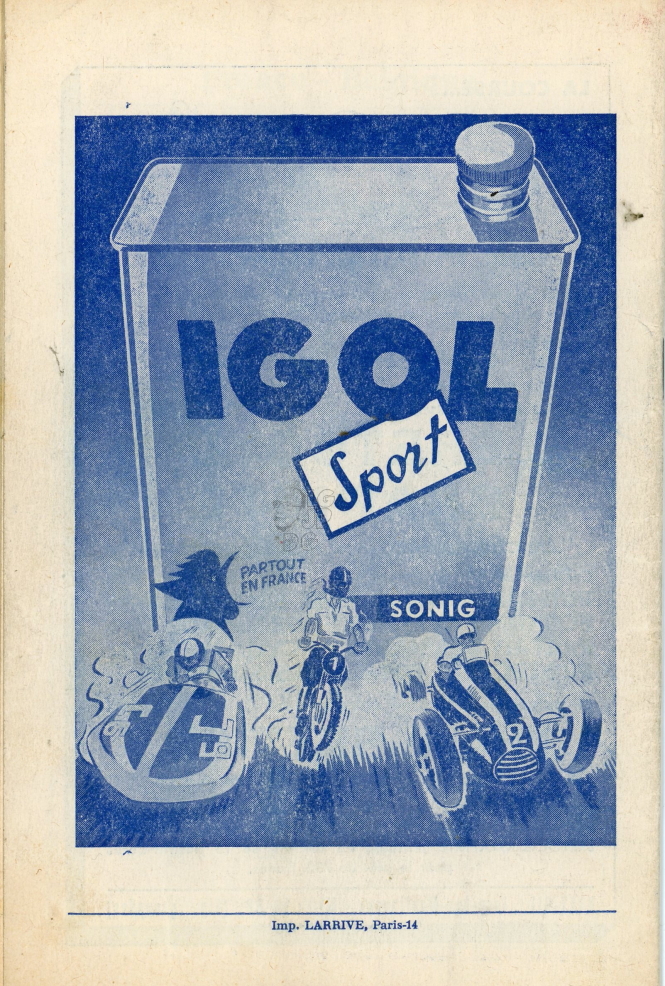 IGOL
Sport
PARTOUT
EN FRANCE
SONIG
1
2
Imp. LARRIVE, Paris-14